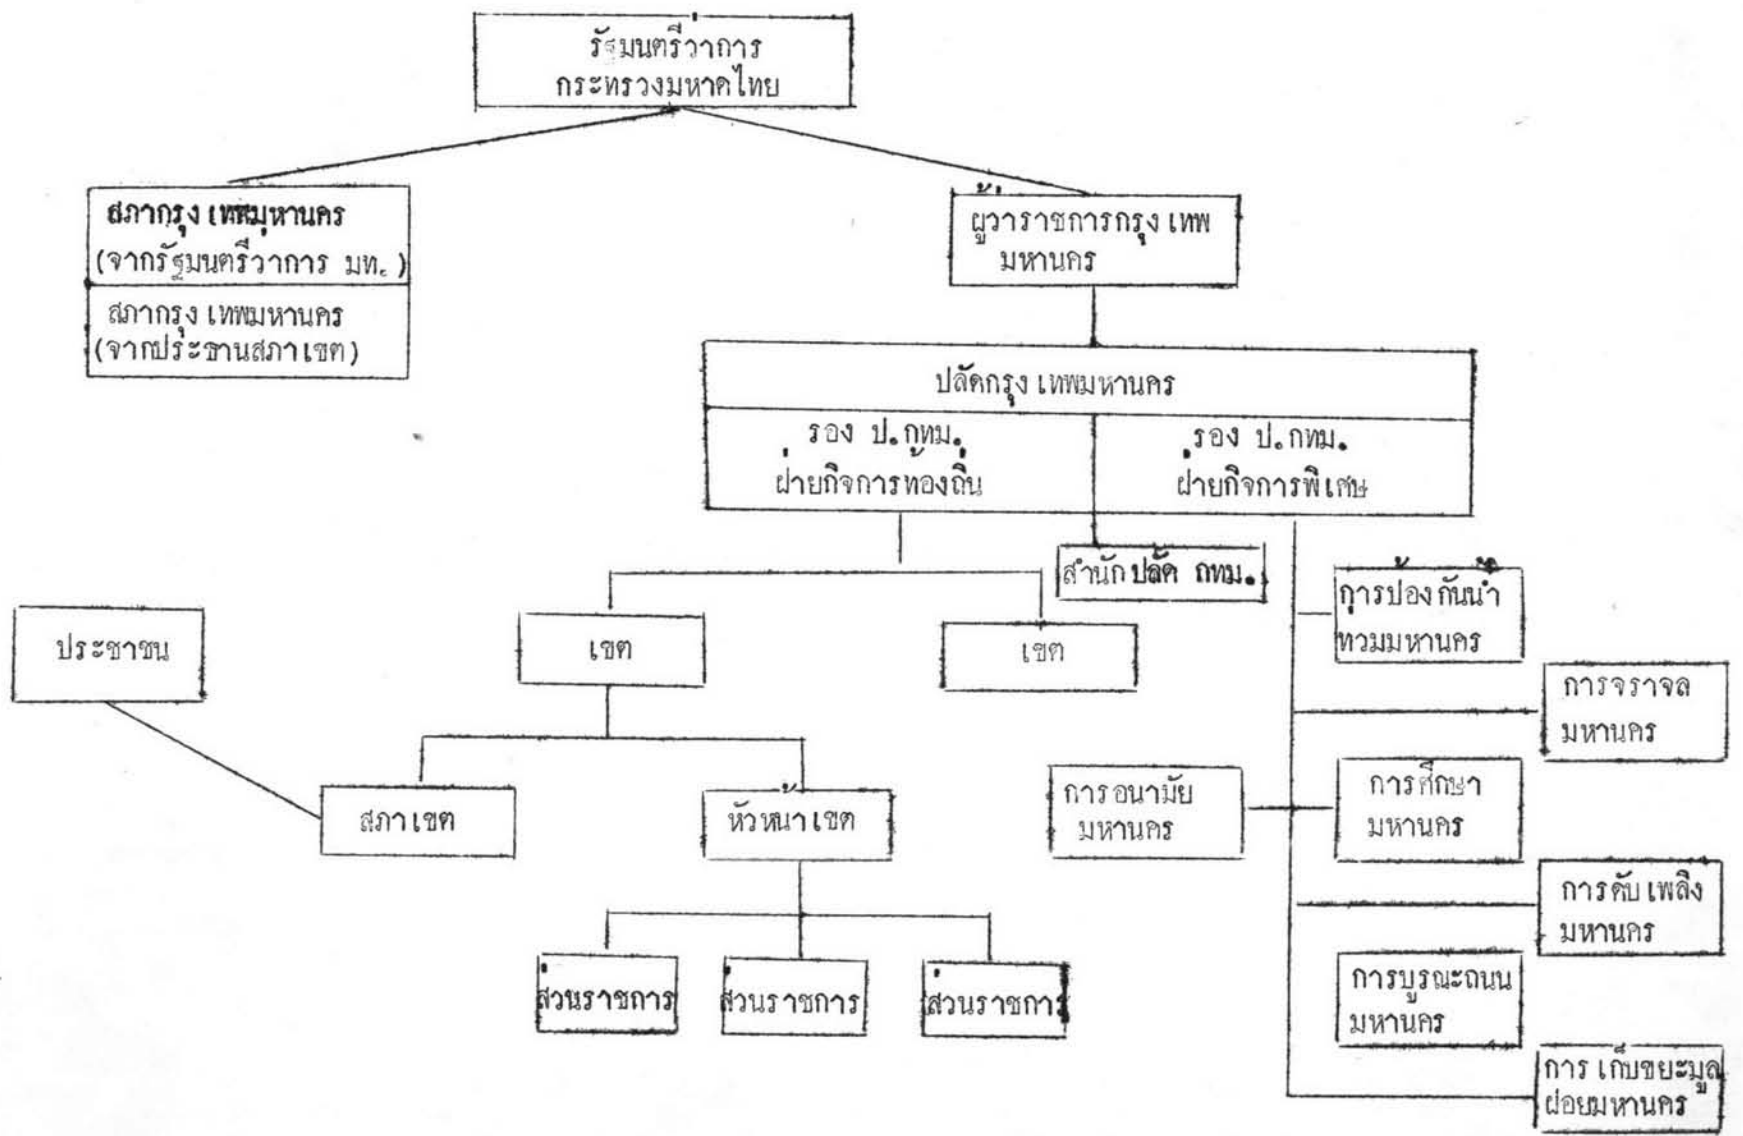 รัฐมนตรีว่าการ
กระทรวงมหาดไทย
สภากรุงเทพมหานคร
(จากรัฐมนตรีวาการ มท.)
สภากรุงเทพมหานคร
(จากประธานสภาเขต)
ผู้ว่าราชการกรุงเทพ
มหานคร
ปลัดกรุงเทพมหานคร
รอง ป.กทม.
ฝ่ายกิจการท้องถิ่น
รอง ป.กทม.
ฝ่ายกิจการพิเศษ
สำนักปลัด กทม.
เขต
เขต
ประชาชน
สภาเขต
หัวหน้าเขต
ส่วนราชการ
ส่วนราชการ
ส่วนราชการ
การป้องกันน้ำ
ทวมมหานคร
การจราจล
มหานคร
การอนามัย
มหานคร
การศึกษา
มหานคร
การดับเพลิง
มหานคร
การบูรณะถนน
มหานคร
การเก็บขยะมูล
ฝอยมหานคร